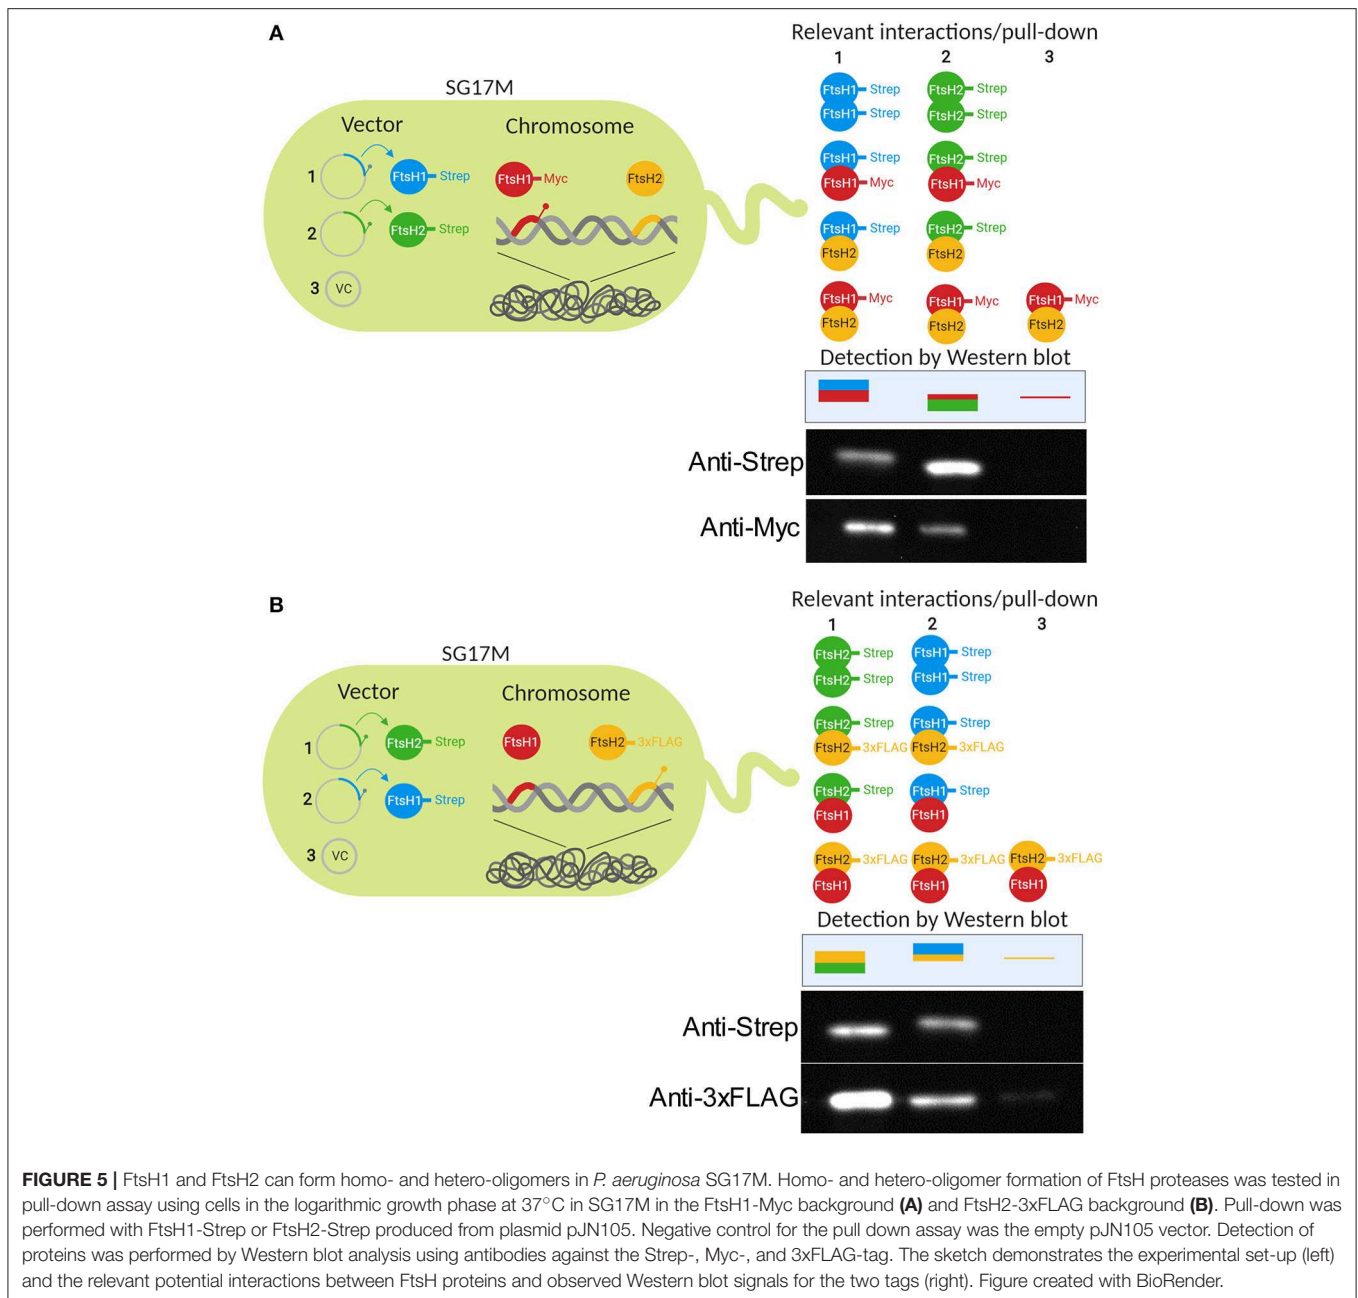 A
Relevant interactions/pull-down
1 2 3
SG17M
Vector Chromosome
1 FtsH1 Strep FtsH1 Myc FtsH2
2 FtsH2 Strep
3 VC
FtsH1 Strep FtsH2 Strep
FtsH1 Strep FtsH2 Strep
FtsH1 Strep FtsH2 Strep
FtsH1 Myc FtsH1 Myc
FtsH1 Strep FtsH2 Strep
FtsH2 FtsH2
FtsH1 Myc FtsH1 Myc FtsH1 Myc
FtsH2 FtsH2 FtsH2
Detection by Western blot
Anti-Strep
Anti-Myc
B
Relevant interactions/pull-down
1 2 3
SG17M
Vector Chromosome
1 FtsH2 Strep FtsH1 FtsH2 3xFLAG
2 FtsH1 Strep
3 VC
FtsH2 Strep FtsH1 Strep
FtsH2 Strep FtsH1 Strep
FtsH2 Strep FtsH1 Strep
FtsH2 3xFLAG FtsH2 3xFLAG
FtsH2 Strep FtsH1 Strep
FtsH1 FtsH1
FtsH2 3xFLAG FtsH2 3xFLAG FtsH2 3xFLAG
FtsH1 FtsH1 FtsH1
Detection by Western blot
Anti-Strep
Anti-3xFLAG
FIGURE 5 | FtsH1 and FtsH2 can form homo- and hetero-oligomers in P. aeruginosa SG17M. Homo- and hetero-oligomer formation of FtsH proteases was tested in
pull-down assay using cells in the logarithmic growth phase at 37°C in SG17M in the FtsH1-Myc background (A) and FtsH2-3xFLAG background (B). Pull-down was
performed with FtsH1-Strep or FtsH2-Strep produced from plasmid pJN105. Negative control for the pull down assay was the empty pJN105 vector. Detection of
proteins was performed by Western blot analysis using antibodies against the Strep-, Myc-, and 3xFLAG-tag. The sketch demonstrates the experimental set-up (left)
and the relevant potential interactions between FtsH proteins and observed Western blot signals for the two tags (right). Figure created with BioRender.